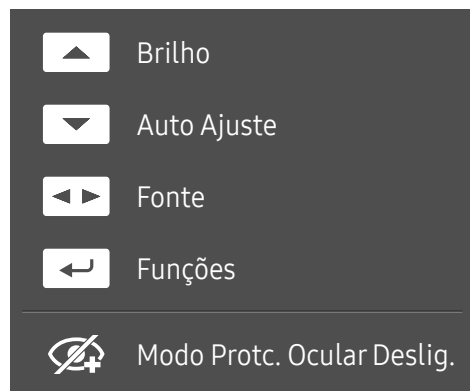 Brilho
Auto Ajuste
Fonte
Funções
Modo Protc. Ocular Deslig.